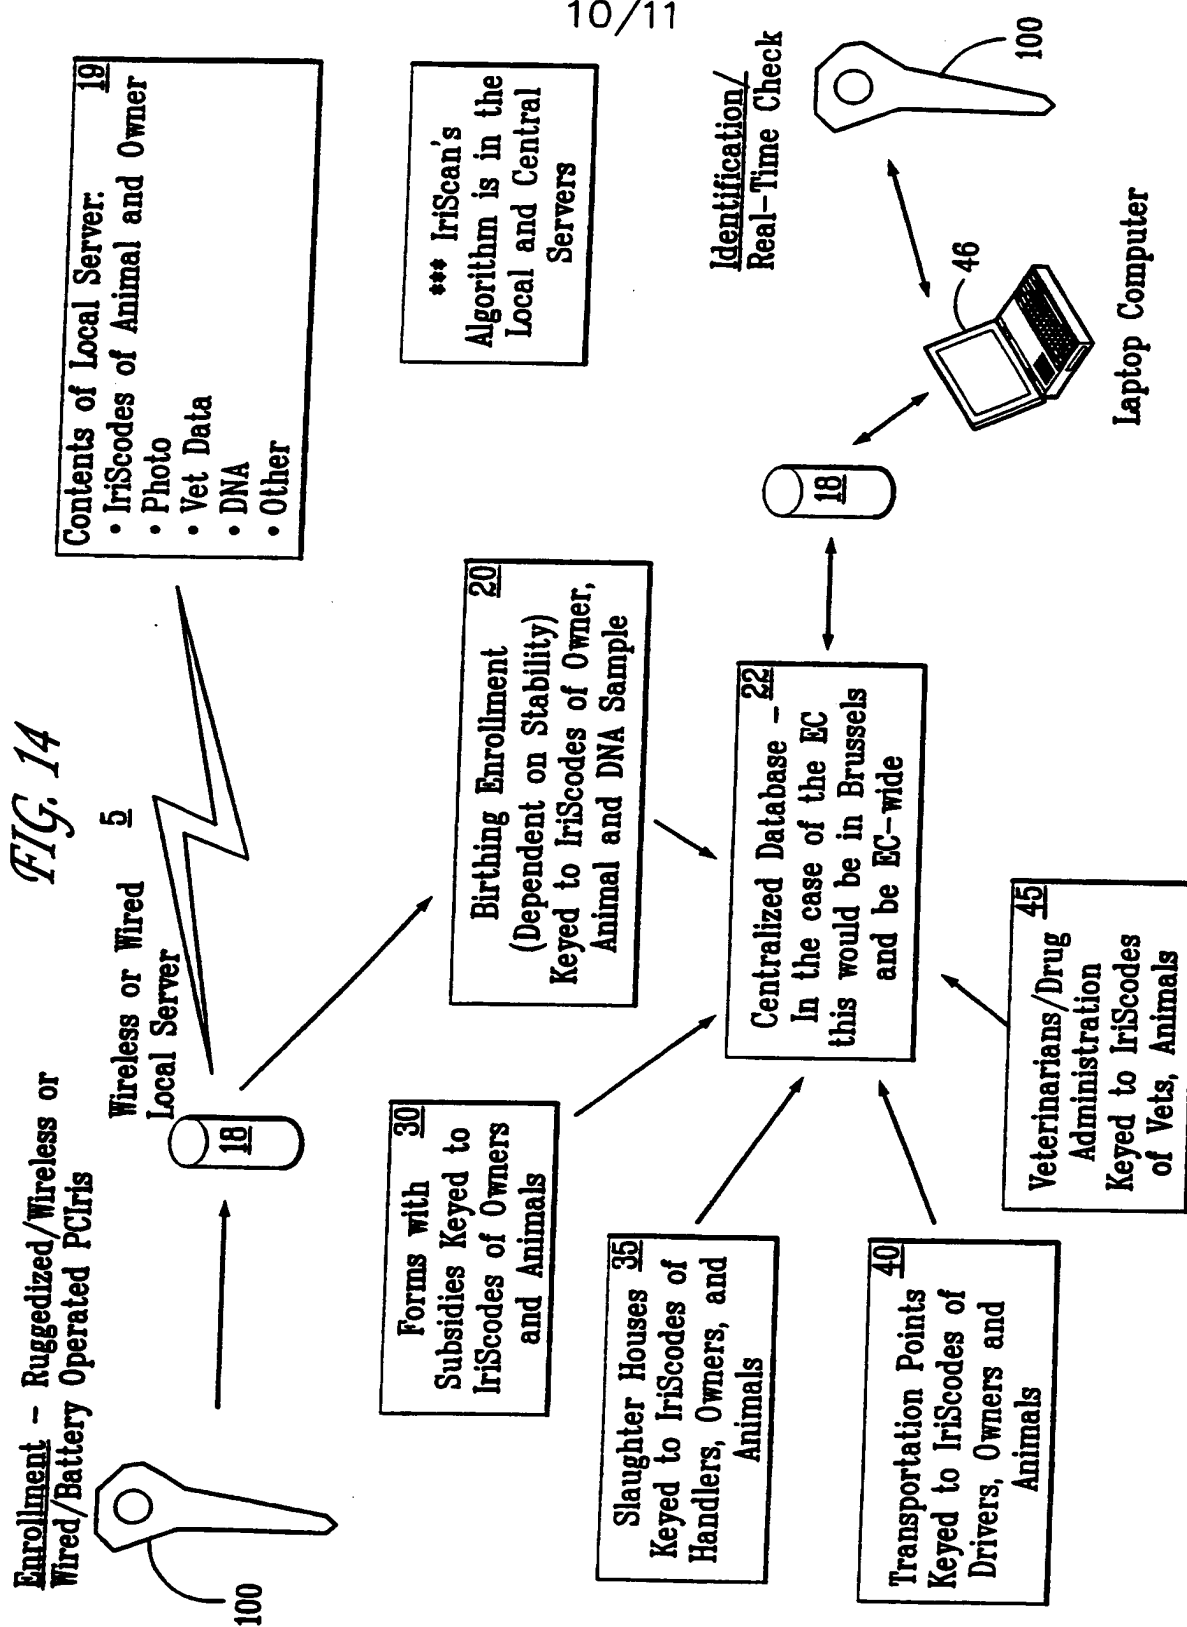 10/11
FIG. 14
Enrollment - Ruggedized/Wireless or
Wired/Battery Operated PCIris
100
Wireless or Wired
Local Server
5
18
Contents of Local Server:
19
• IriScodes of Animal and Owner
• Photo
• Vet Data
• DNA
• Other
Forms with
30
Subsidies Keyed to
IriScodes of Owners
and Animals
Birthing Enrollment
20
(Dependent on Stability)
Keyed to IriScodes of Owner,
Animal and DNA Sample
*** IriScan's
Algorithm is in the
Local and Central
Servers
Slaughter Houses
35
Keyed to IriScodes of
Handlers, Owners, and
Animals
Centralized Database -
22
In the case of the EC
this would be in Brussels
and be EC-wide
18
46
Laptop Computer
Identification/
Real-Time Check
100
Transportation Points
40
Keyed to IriScodes of
Drivers, Owners and
Animals
Veterinarians/Drug
45
Administration
Keyed to IriScodes
of Vets, Animals